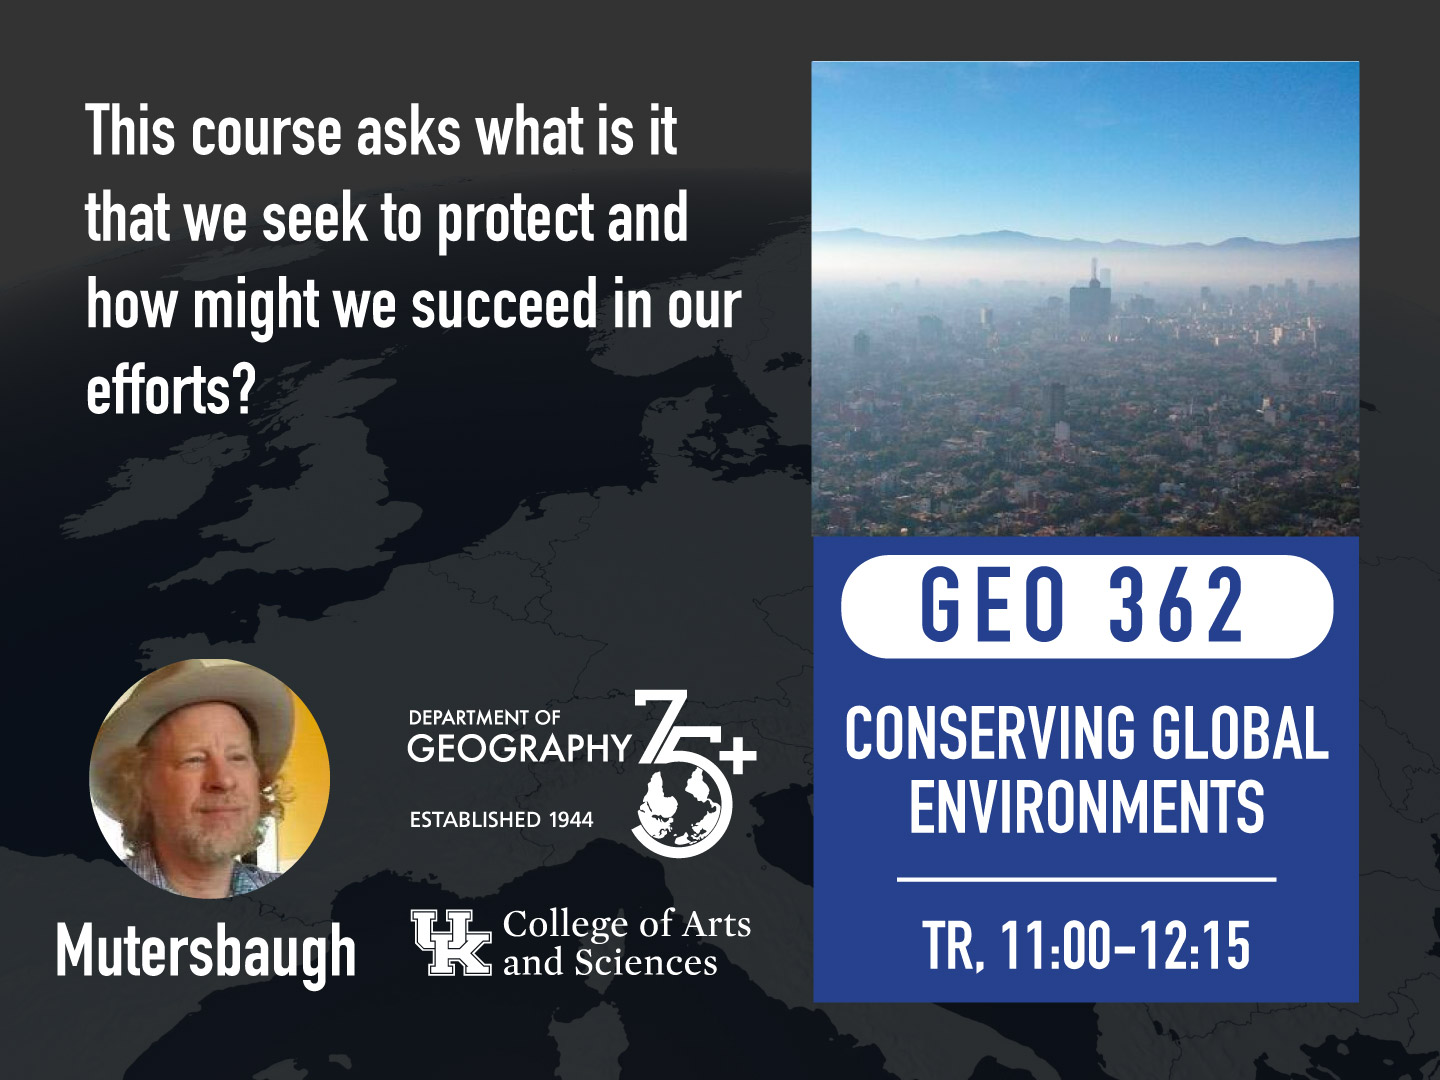 This course asks what is it
that we seek to protect and
how might we succeed in our
efforts?
Mutersbaugh
DEPARTMENT OF
GEOGRAPHY
75+
ESTABLISHED 1944
UK
College of Arts
and Sciences
GEO 362
CONSERVING GLOBAL
ENVIRONMENTS
TR, 11:00-12:15